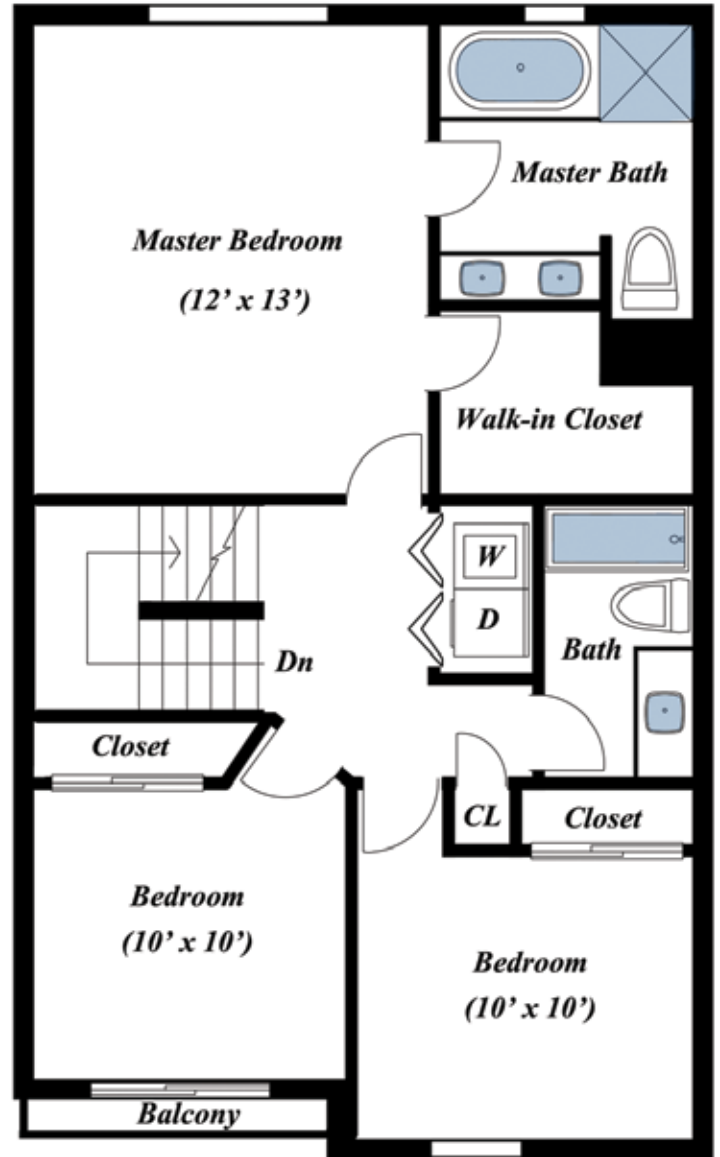 Master Bath
Master Bedroom
(12’ x 13’)
Walk-in Closet
W
D
Bath
Dn
Closet
CL
Closet
Bedroom
(10’ x 10’)
Bedroom
(10’ x 10’)
Balcony